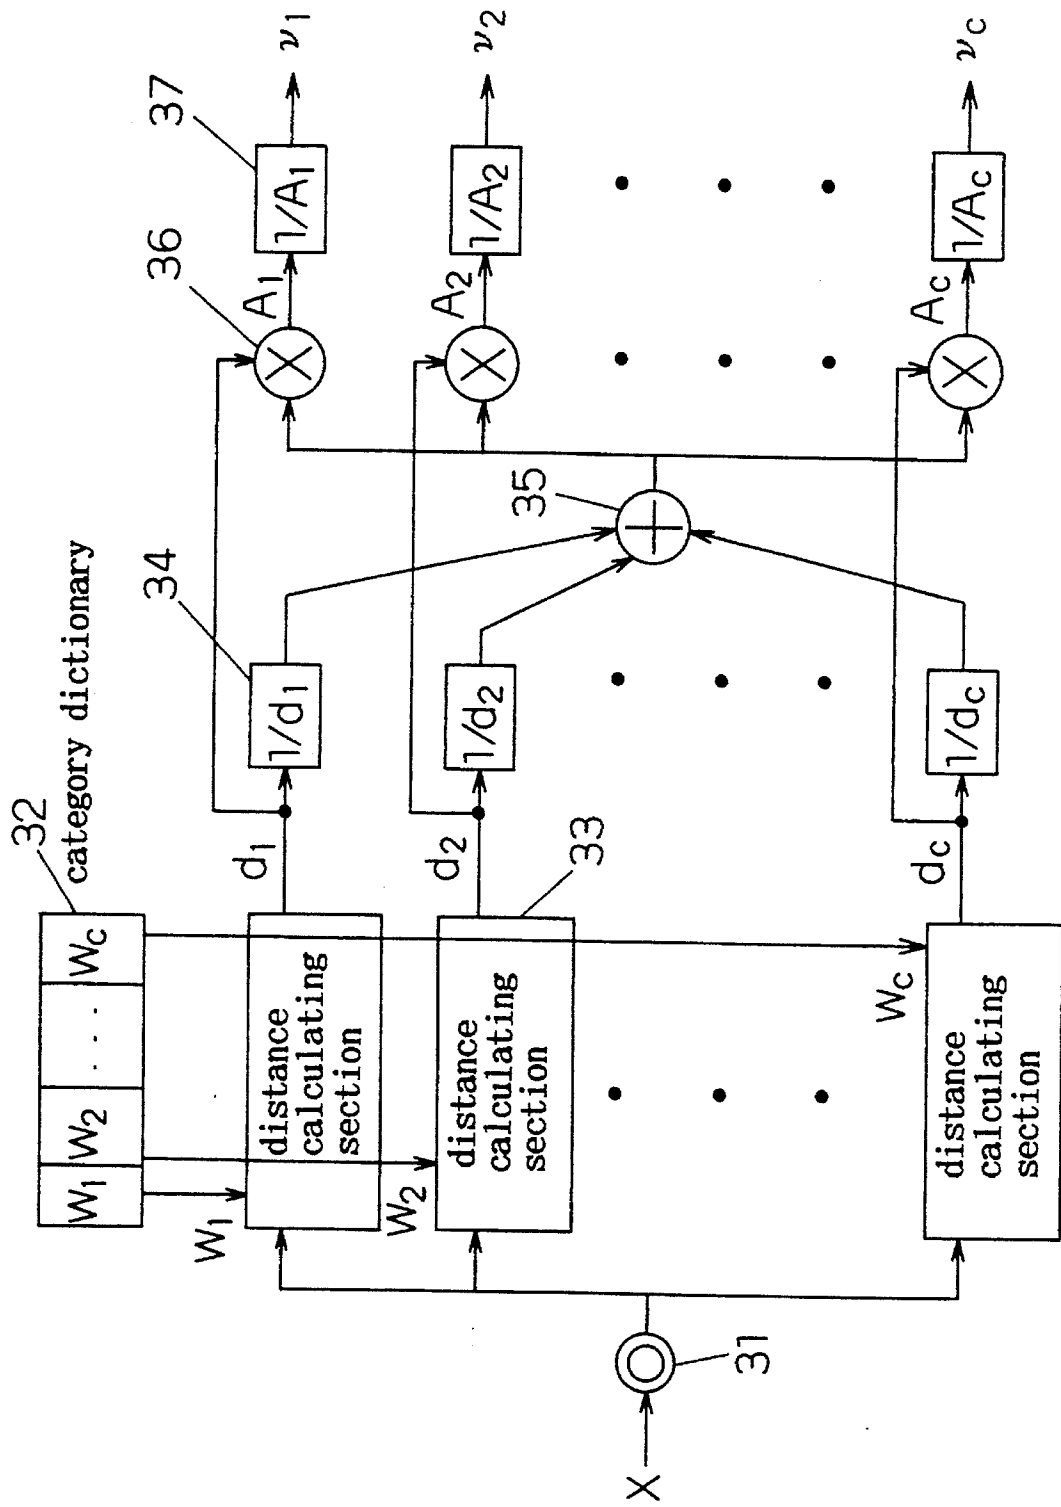 32
category dictionary
W1 W2 · · · Wc
W1
distance
calculating
section
d1
34
1/d1
36
A1
37
1/A1
ν1
W2
distance
calculating
section
33
d2
1/d2
A2
1/A2
ν2
X
31
35
Wc
distance
calculating
section
dc
1/dc
Ac
1/Ac
νc